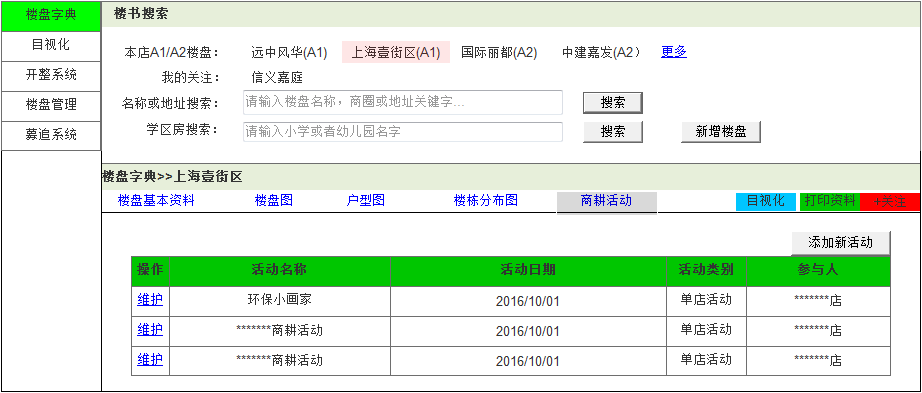 楼盘字典
目视化
开整系统
楼盘管理
募追系统
楼书搜索
本店A1/A2楼盘： 远中风华(A1) 上海壹街区(A1) 国际丽都(A2) 中建嘉发(A2） 更多
我的关注： 信义嘉庭
名称或地址搜索： 请输入楼盘名称，商圈或地址关键字... 搜索
学区房搜索： 请输入小学或者幼儿园名字 搜索 新增楼盘
楼盘字典>>上海壹街区
楼盘基本资料 楼盘图 户型图 楼栋分布图 商耕活动 目视化 打印资料 +关注
添加新活动
操作 活动名称 活动日期 活动类别 参与人
维护 环保小画家 2016/10/01 单店活动 *******店
维护 *******商耕活动 2016/10/01 单店活动 *******店
维护 *******商耕活动 2016/10/01 单店活动 *******店